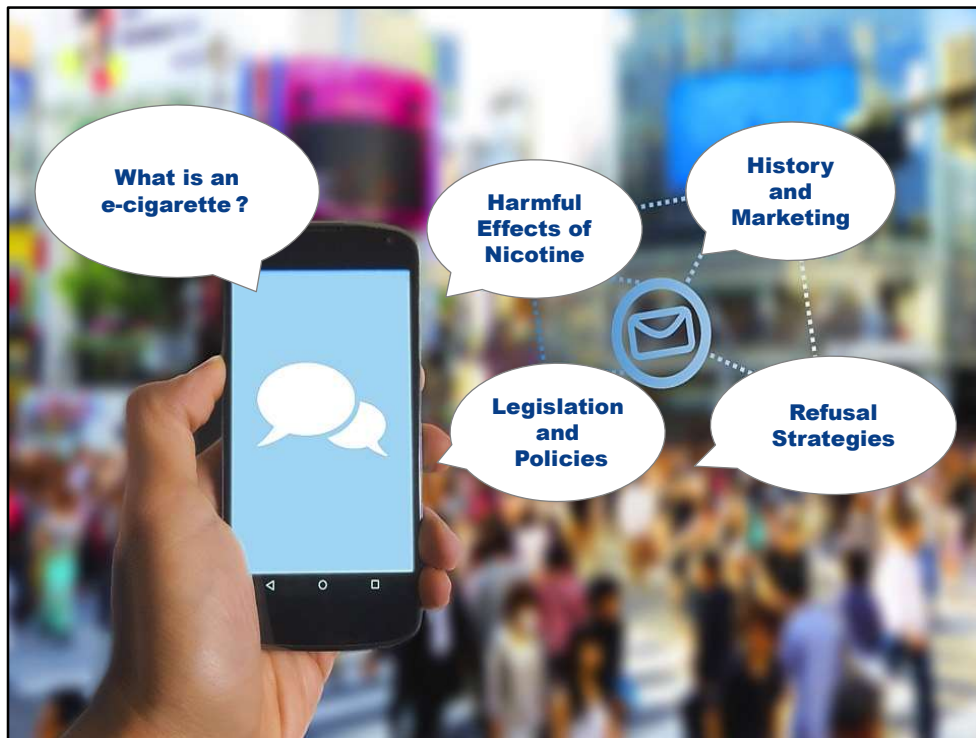 What is an
e-cigarette ?
Harmful
Effects of
Nicotine
History
and
Marketing
Legislation
and
Policies
Refusal
Strategies